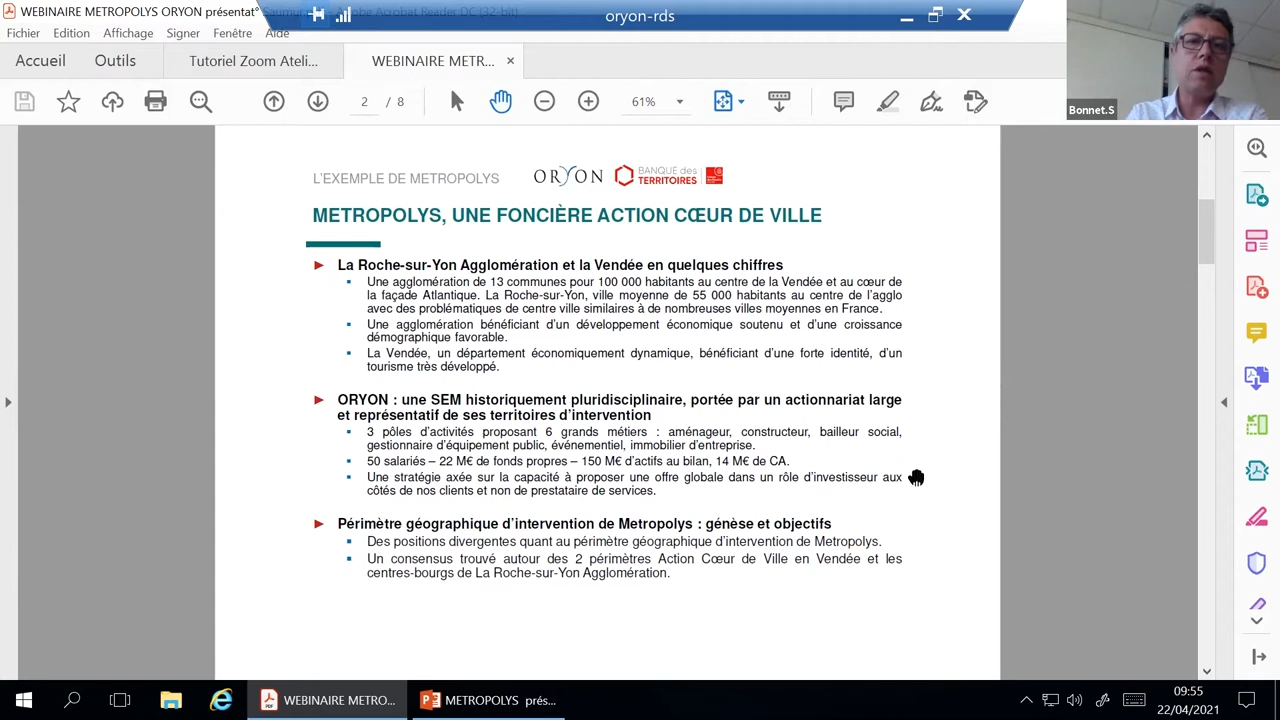 WEBINAIRE METROPOLYS ORYON présentat° Saumur
oryon-rds
Fichier Edition Affichage Signer Fenêtre Aide
Accueil Outils Tutoriel Zoom Ateli... WEBINAIRE METR... ×
2 / 8 61%
Bonnet.S
L'EXEMPLE DE METROPOLYS ORYON BANQUE des TERRITOIRES
METROPOLYS, UNE FONCIÈRE ACTION CŒUR DE VILLE
► La Roche-sur-Yon Agglomération et la Vendée en quelques chiffres
▪ Une agglomération de 13 communes pour 100 000 habitants au centre de la Vendée et au cœur de
la façade Atlantique. La Roche-sur-Yon, ville moyenne de 55 000 habitants au centre de l'agglo
avec des problématiques de centre ville similaires à de nombreuses villes moyennes en France.
▪ Une agglomération bénéficiant d'un développement économique soutenu et d'une croissance
démographique favorable.
▪ La Vendée, un département économiquement dynamique, bénéficiant d'une forte identité, d'un
tourisme très développé.
► ORYON : une SEM historiquement pluridisciplinaire, portée par un actionnariat large
et représentatif de ses territoires d'intervention
▪ 3 pôles d'activités proposant 6 grands métiers : aménageur, constructeur, bailleur social,
gestionnaire d'équipement public, événementiel, immobilier d'entreprise.
▪ 50 salariés – 22 M€ de fonds propres – 150 M€ d'actifs au bilan, 14 M€ de CA.
▪ Une stratégie axée sur la capacité à proposer une offre globale dans un rôle d'investisseur aux
côtés de nos clients et non de prestataire de services.
► Périmètre géographique d'intervention de Metropolys : génèse et objectifs
▪ Des positions divergentes quant au périmètre géographique d'intervention de Metropolys.
▪ Un consensus trouvé autour des 2 périmètres Action Cœur de Ville en Vendée et les
centres-bourgs de La Roche-sur-Yon Agglomération.
WEBINAIRE METRO... METROPOLYS prés...
09:55
22/04/2021